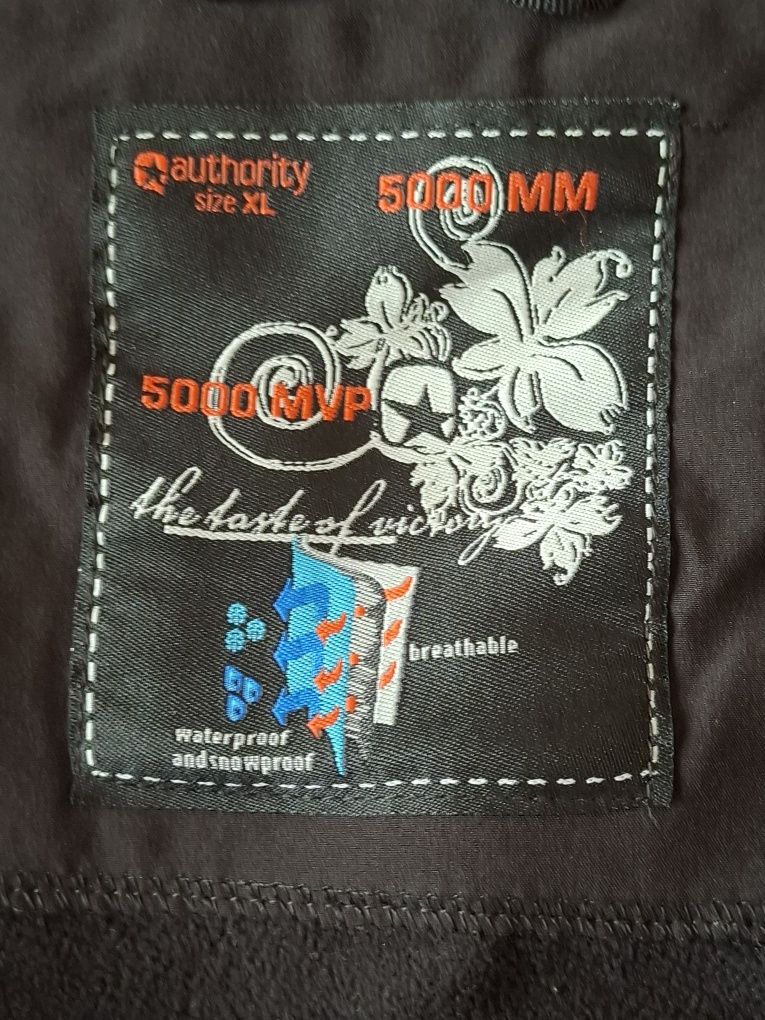 authority
size XL
5000 MM
5000 MVP
the taste of victory
breathable
waterproof
and snowproof